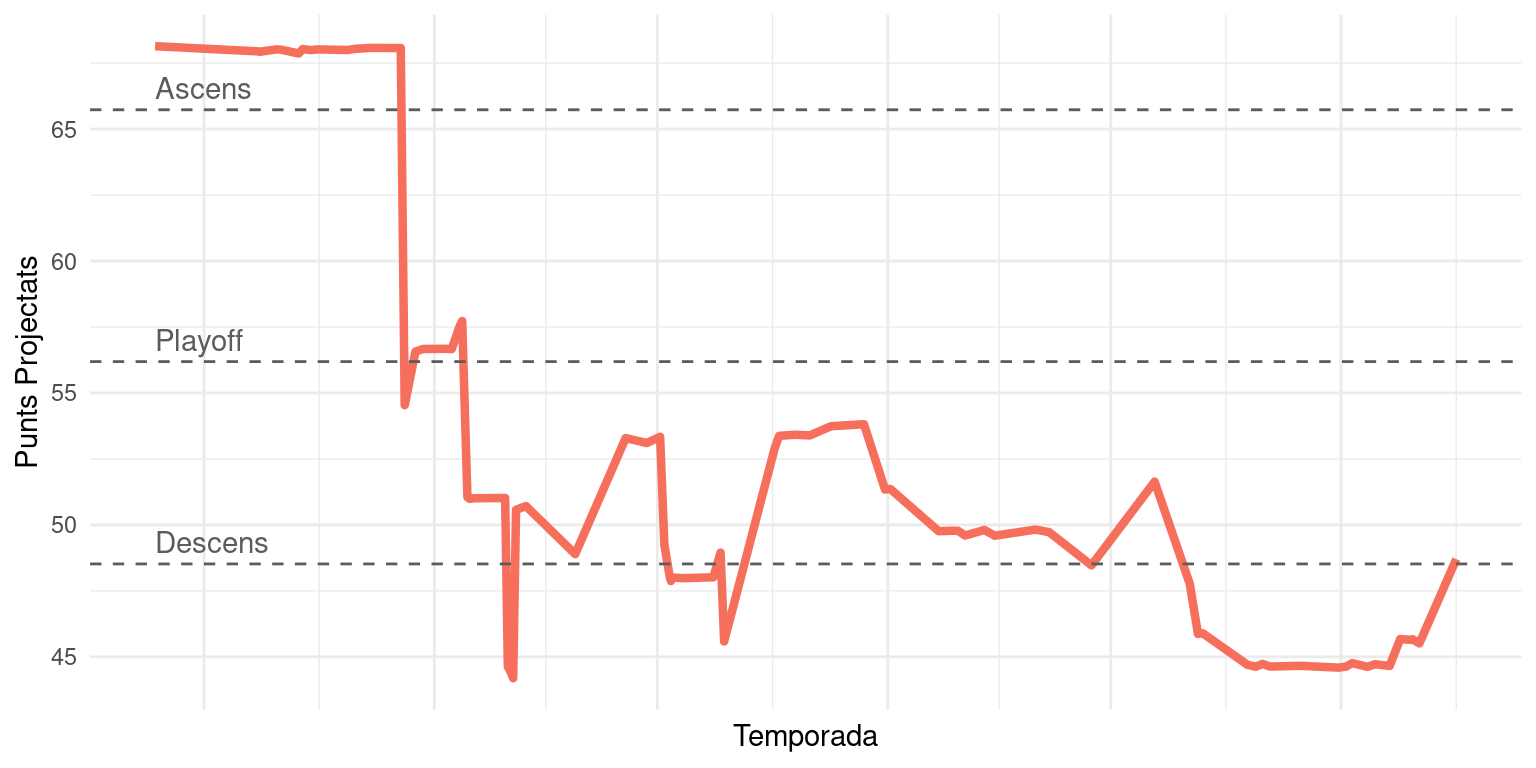 Ascens
65
60
Punts Projectats
Playoff
55
50
Descens
45
Temporada